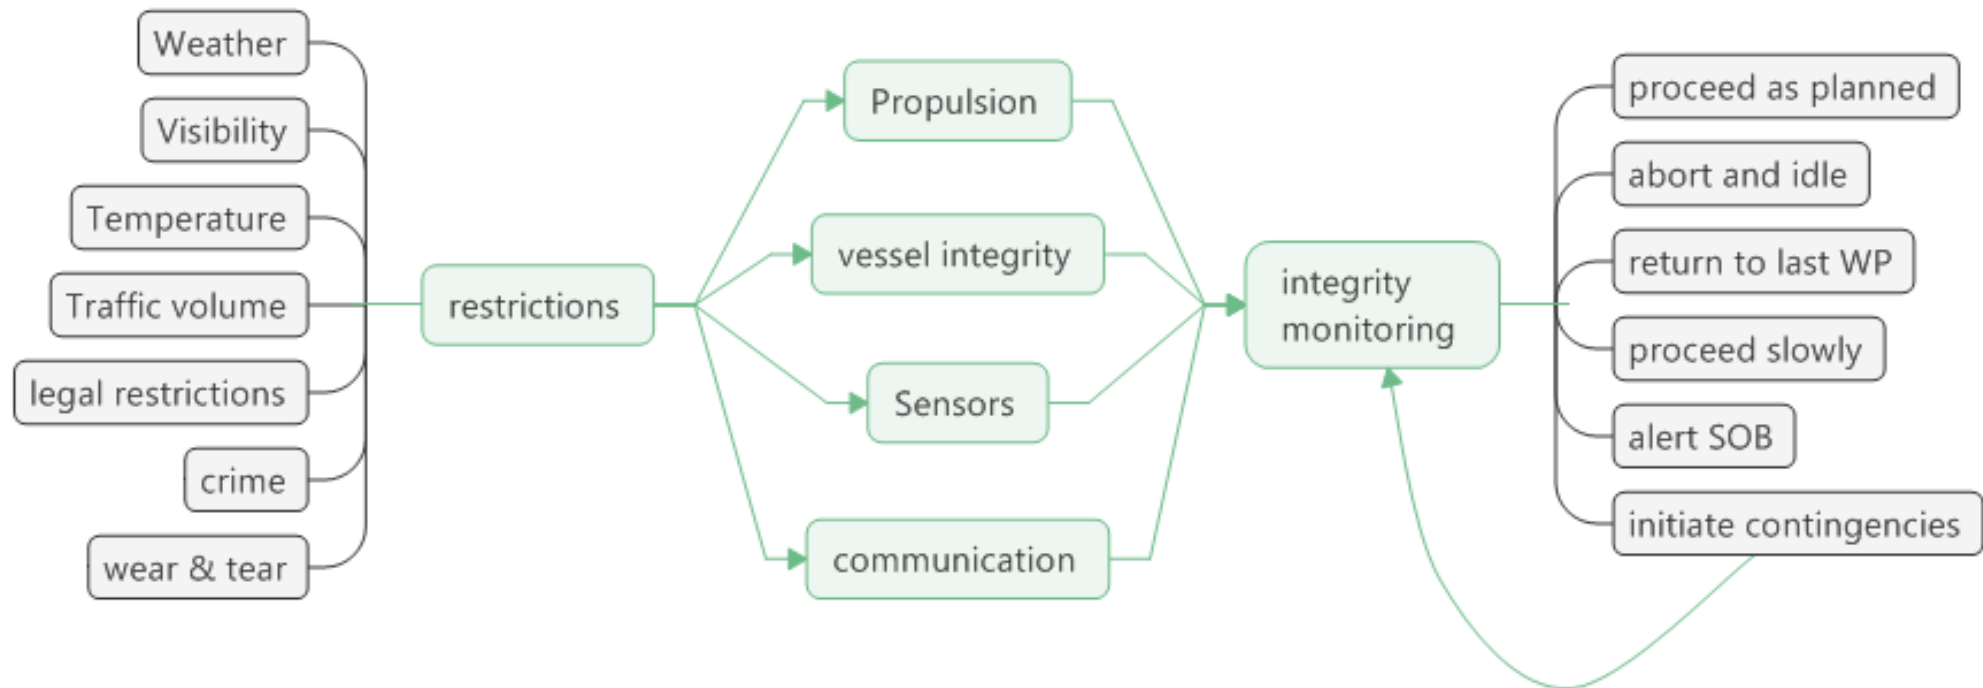 Weather
Visibility
Temperature
Traffic volume
legal restrictions
crime
wear & tear
restrictions
Propulsion
vessel integrity
Sensors
communication
integrity
monitoring
proceed as planned
abort and idle
return to last WP
proceed slowly
alert SOB
initiate contingencies